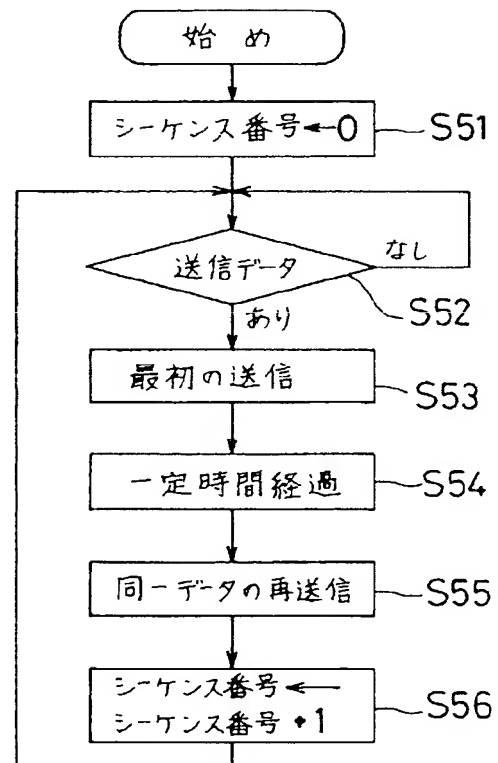 始め
シーケンス番号←0
S51
送信データ
なし
S52
あり
最初の送信
S53
一定時間経過
S54
同一データの再送信
S55
シーケンス番号←
シーケンス番号+1
S56